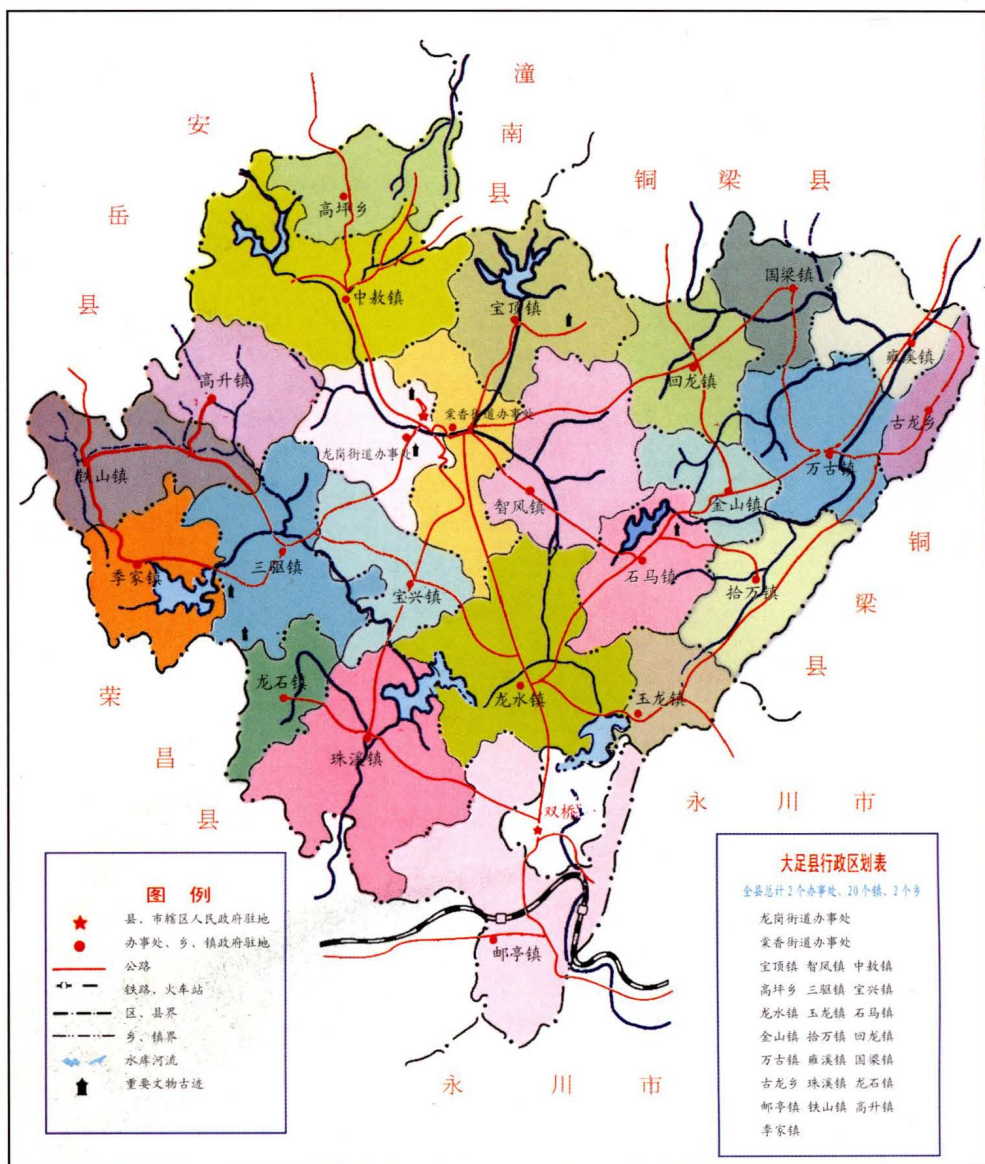 潼南县
安岳县
铜梁县
高坪乡
中敖镇
宝顶镇
国梁镇
雍溪镇
高升镇
回龙镇
棠香街道办事处
龙岗街道办事处
古龙乡
铁山镇
万古镇
智凤镇
金山镇
季家镇
三驱镇
宝兴镇
石马镇
拾万镇
铜梁县
龙石镇
龙水镇
玉龙镇
荣昌县
珠溪镇
双桥
永川市
邮亭镇
永川市
图 例
县、市辖区人民政府驻地
办事处、乡、镇政府驻地
公路
铁路、火车站
区、县界
乡、镇界
水库河流
重要文物古迹
大足县行政区划表
全县总计2个办事处、20个镇、2个乡
龙岗街道办事处
棠香街道办事处
宝顶镇 智凤镇 中敖镇
高坪乡 三驱镇 宝兴镇
龙水镇 玉龙镇 石马镇
金山镇 拾万镇 回龙镇
万古镇 雍溪镇 国梁镇
古龙乡 珠溪镇 龙石镇
邮亭镇 铁山镇 高升镇
季家镇